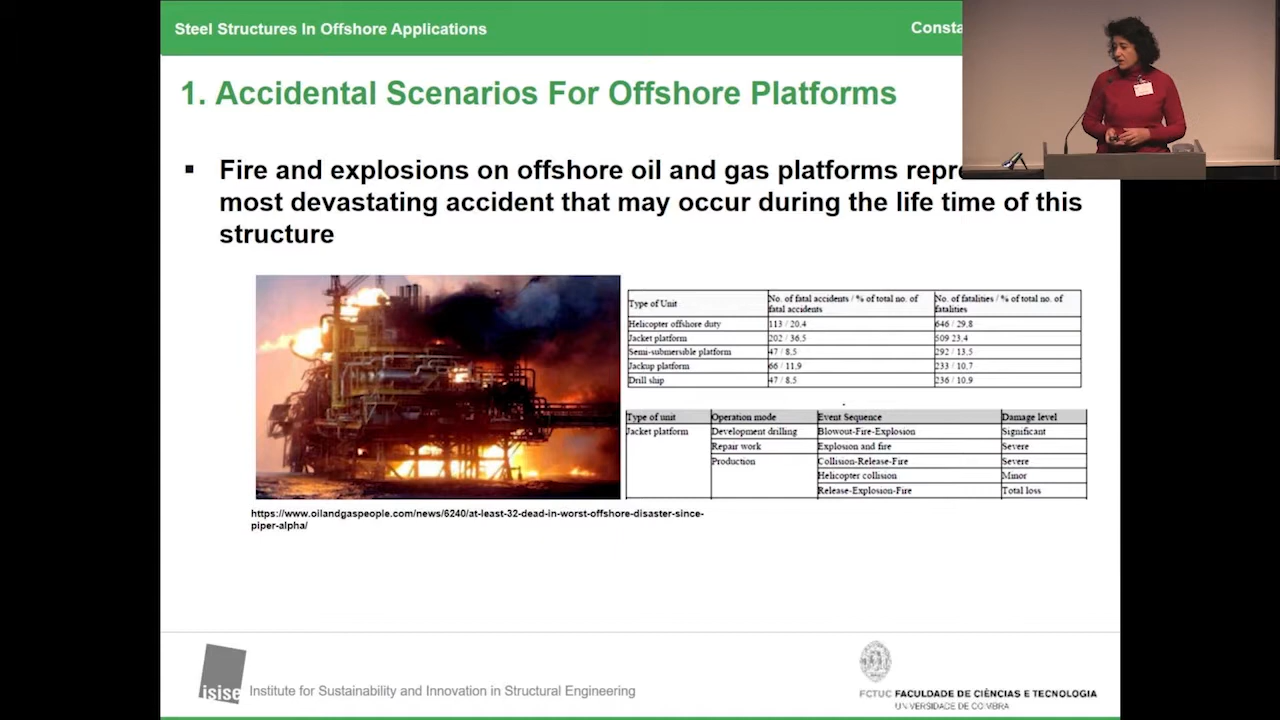 Steel Structures In Offshore Applications
Consta
1. Accidental Scenarios For Offshore Platforms
▪ Fire and explosions on offshore oil and gas platforms repre
most devastating accident that may occur during the life time of this
structure
Type of Unit No. of fatal accidents / % of total no. of fatal accidents No. of fatalities / % of total no. of fatalities
Helicopter offshore duty 113 / 20.4 646 / 29.8
Jacket platform 202 / 36.5 509 23.4
Semi-submersible platform 47 / 8.5 292 / 13.5
Jackup platform 66 / 11.9 233 / 10.7
Drill ship 47 / 8.5 236 / 10.9
Type of unit Operation mode Event Sequence Damage level
Jacket platform Development drilling Blowout-Fire-Explosion Significant
Repair work Explosion and fire Severe
Production Collision-Release-Fire Severe
Helicopter collision Minor
Release-Explosion-Fire Total loss
https://www.oilandgaspeople.com/news/6240/at-least-32-dead-in-worst-offshore-disaster-since-
piper-alpha/
isise Institute for Sustainability and Innovation in Structural Engineering
FCTUC FACULDADE DE CIÊNCIAS E TECNOLOGIA
UNIVERSIDADE DE COIMBRA